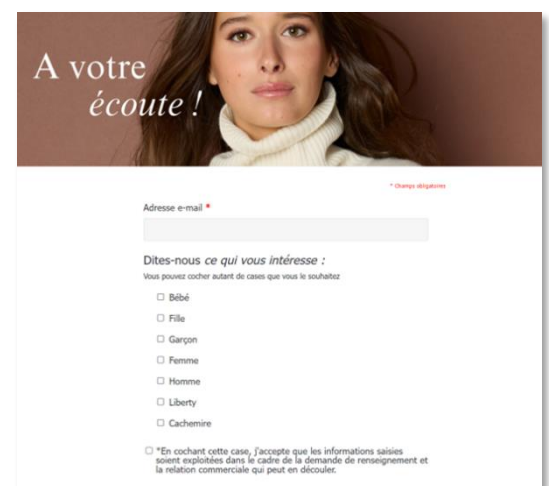 A votre
écoute !
* Champs obligatoires
Adresse e-mail *
Dites-nous ce qui vous intéresse :
Vous pouvez cocher autant de cases que vous le souhaitez
Bébé
Fille
Garçon
Femme
Homme
Liberty
Cachemire
*En cochant cette case, j'accepte que les informations saisies
soient exploitées dans le cadre de la demande de renseignement et
la relation commerciale qui peut en découler.